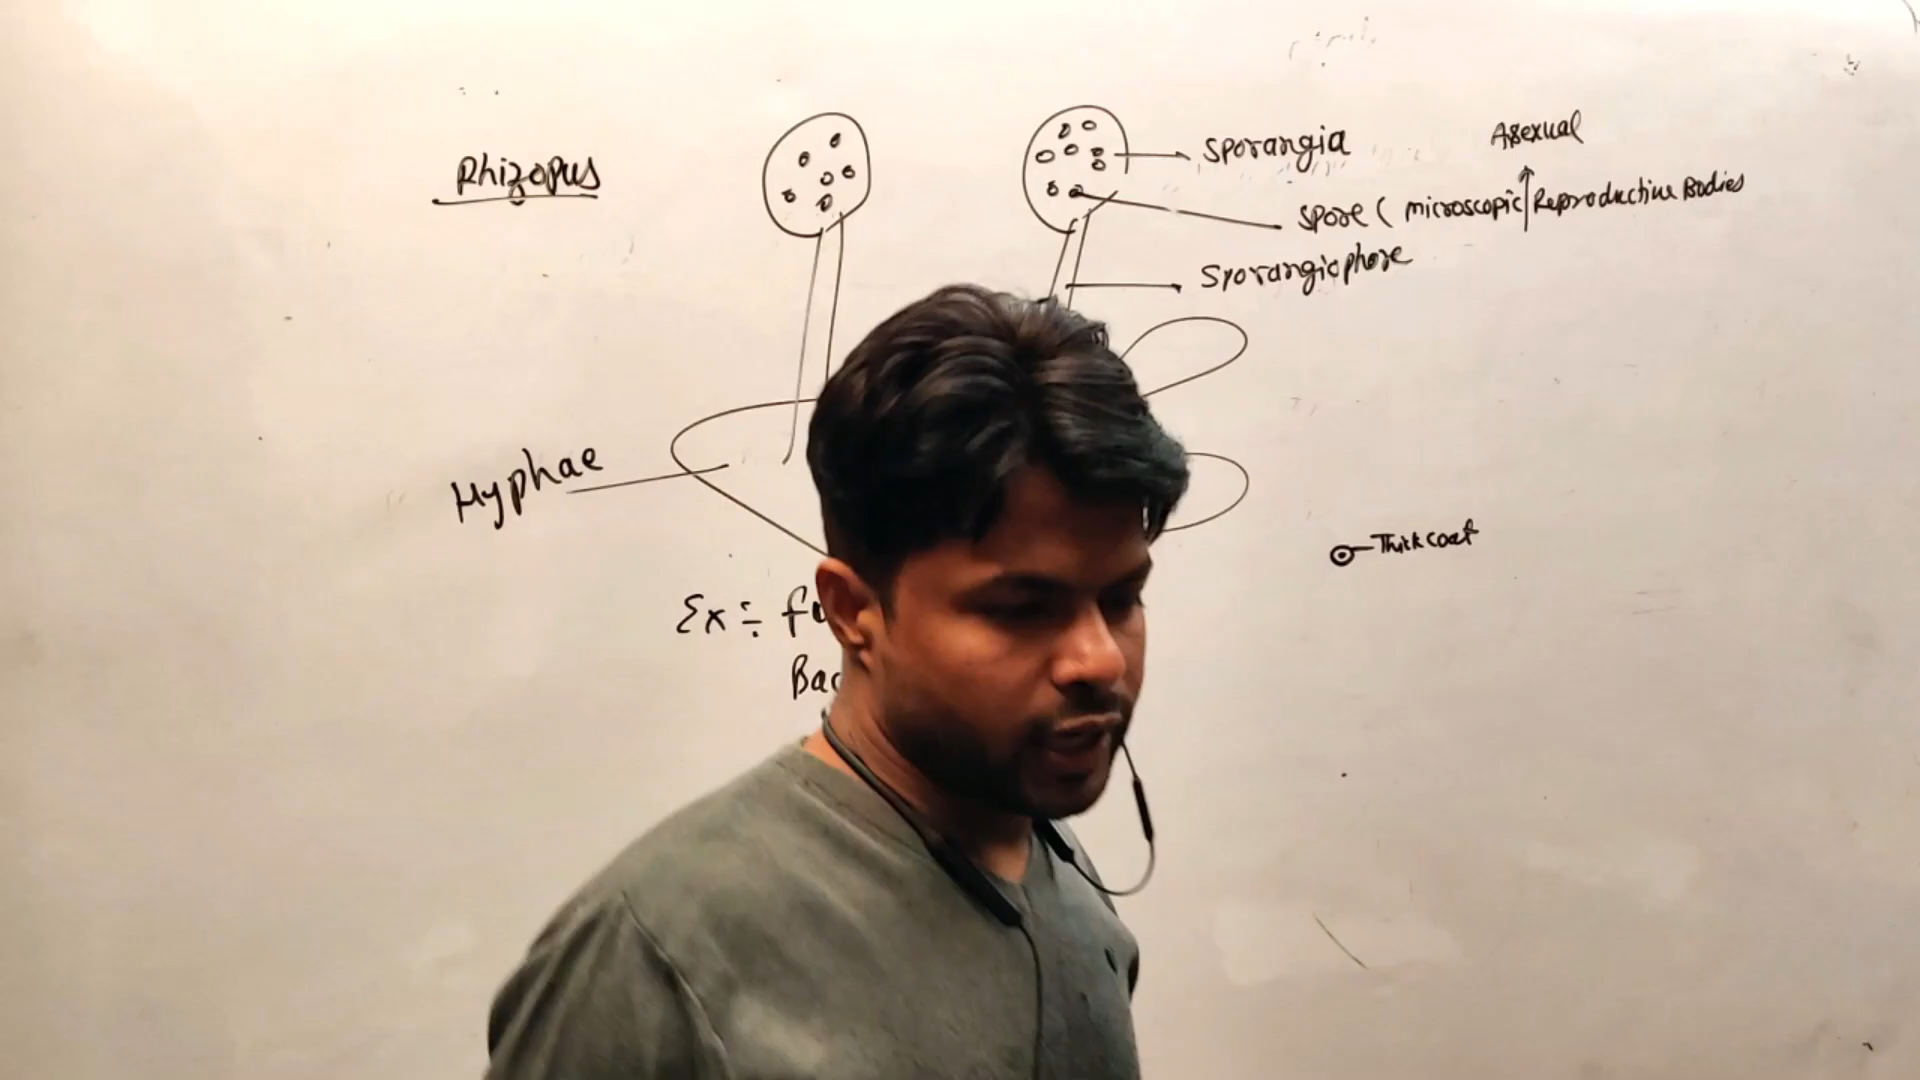 Rhizopus
Sporangia
Asexual
Spore ( microscopic Reproductive Bodies
Sporangiophore
Hyphae
Thick coat
Ex ÷